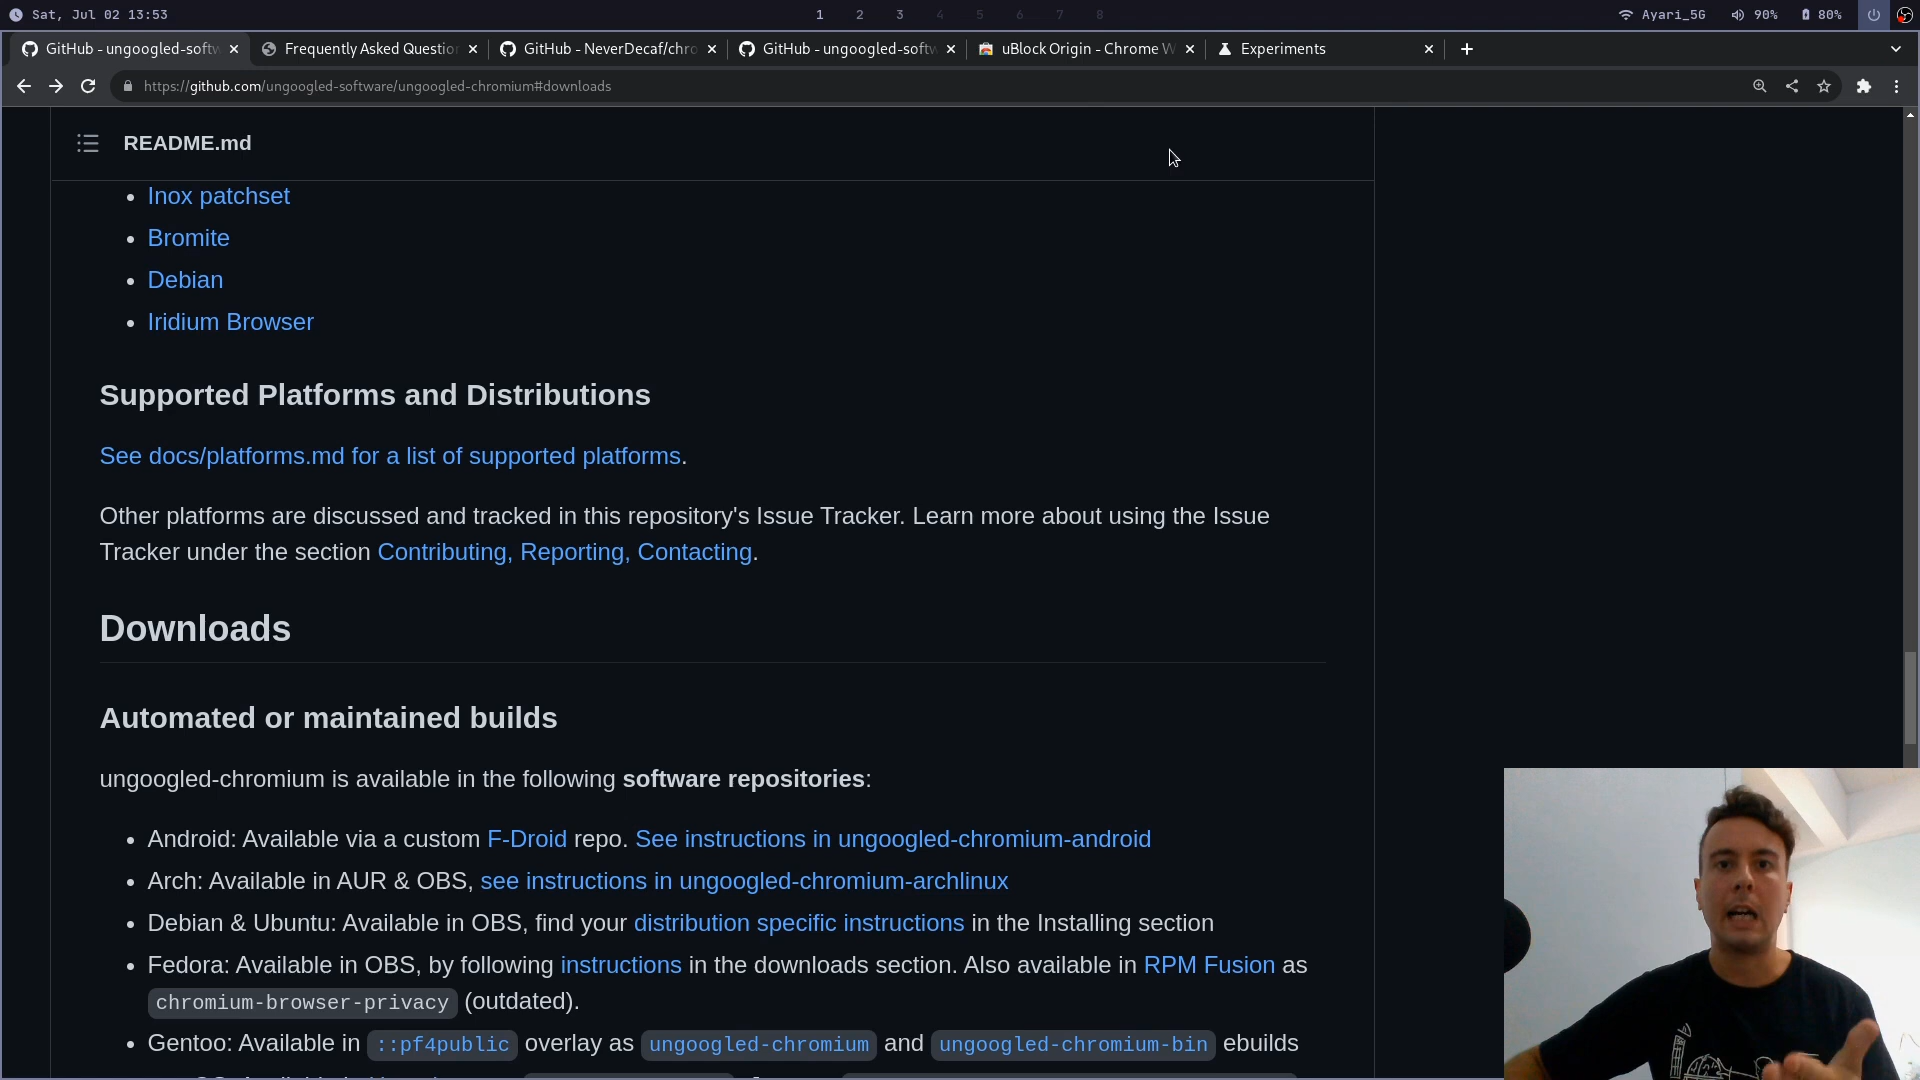 Sat, Jul 02 13:53
1 2 3 4 5 6 7 8
Ayari_5G 90% 80%
GitHub - ungoogled-softw
Frequently Asked Question
GitHub - NeverDecaf/chro
GitHub - ungoogled-softw
uBlock Origin - Chrome W
Experiments
https://github.com/ungoogled-software/ungoogled-chromium#downloads
README.md
Inox patchset
Bromite
Debian
Iridium Browser
Supported Platforms and Distributions
See docs/platforms.md for a list of supported platforms.
Other platforms are discussed and tracked in this repository's Issue Tracker. Learn more about using the Issue
Tracker under the section Contributing, Reporting, Contacting.
Downloads
Automated or maintained builds
ungoogled-chromium is available in the following software repositories:
Android: Available via a custom F-Droid repo. See instructions in ungoogled-chromium-android
Arch: Available in AUR & OBS, see instructions in ungoogled-chromium-archlinux
Debian & Ubuntu: Available in OBS, find your distribution specific instructions in the Installing section
Fedora: Available in OBS, by following instructions in the downloads section. Also available in RPM Fusion as
chromium-browser-privacy (outdated).
Gentoo: Available in ::pf4public overlay as ungoogled-chromium and ungoogled-chromium-bin ebuilds